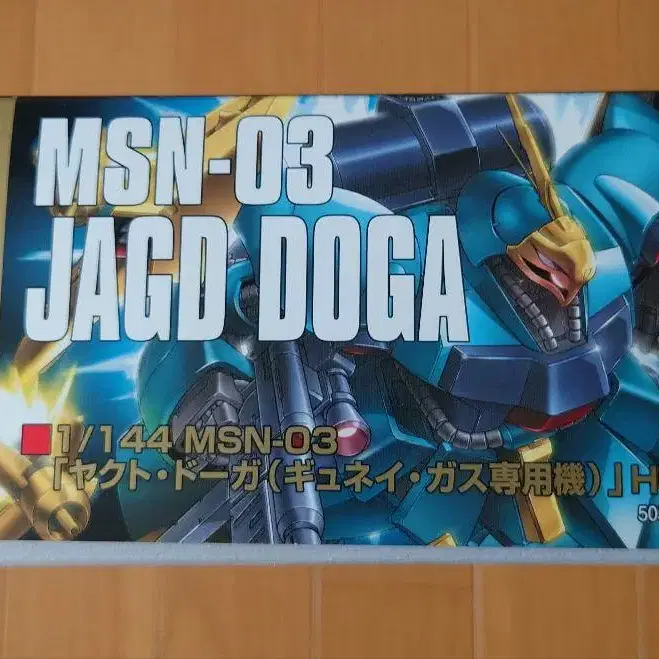 MSN-03
JAGD DOGA
1/144 MSN-03
「ヤクト・ドーガ(ギュネイ・ガス専用機)」H